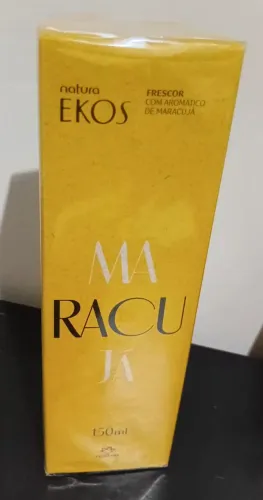 natura
EKOS
FRESCOR
COM AROMÁTICO
DE MARACUJÁ
MA
RACU
JÁ
150ml